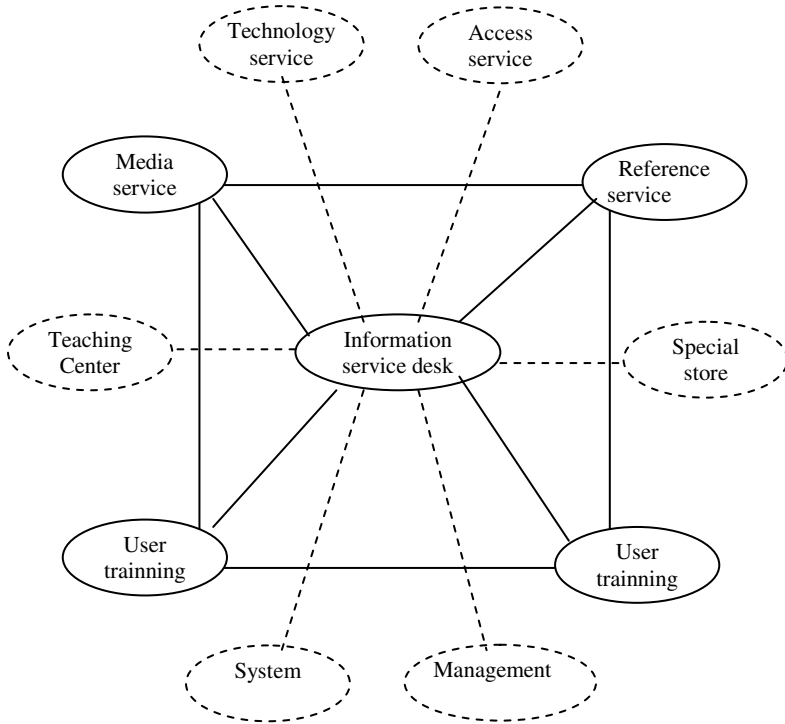 Technology
service
Access
service
Media
service
Reference
service
Teaching
Center
Information
service desk
Special
store
User
trainning
User
trainning
System
Management